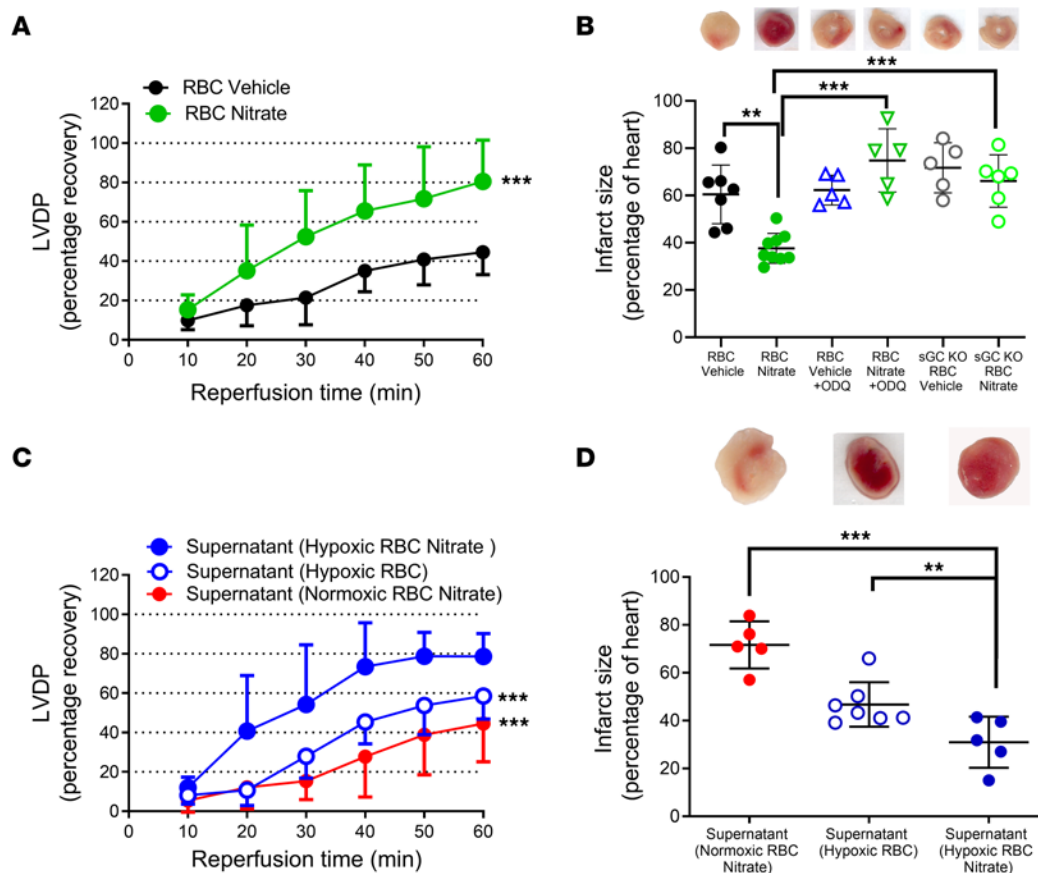 A
RBC Vehicle
RBC Nitrate
LVDP
(percentage recovery)
120
100
80
60
40
20
0
***
0 10 20 30 40 50 60
Reperfusion time (min)
B
***
***
**
Infarct size
(percentage of heart)
100
80
60
40
20
0
RBC RBC RBC RBC sGC KO sGC KO
Vehicle Nitrate Vehicle Nitrate RBC RBC
+ODQ +ODQ Vehicle Nitrate
C
Supernatant (Hypoxic RBC Nitrate )
Supernatant (Hypoxic RBC)
Supernatant (Normoxic RBC Nitrate)
LVDP
(percentage recovery)
120
100
80
60
40
20
0
***
***
0 10 20 30 40 50 60
Reperfusion time (min)
D
***
**
Infarct size
(percentage of heart)
100
80
60
40
20
0
Supernatant Supernatant Supernatant
(Normoxic RBC (Hypoxic RBC) (Hypoxic RBC
Nitrate) Nitrate)